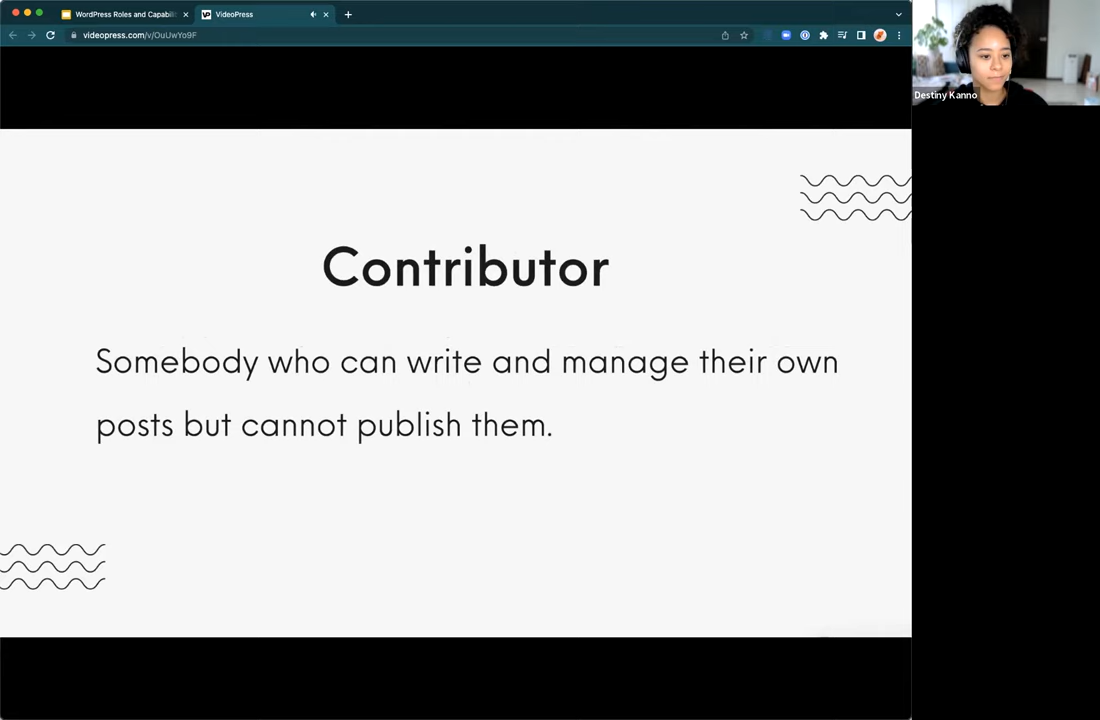 WordPress Roles and Capabili
VP VideoPress
videopress.com/v/OuUwYo9F
Destiny Kanno
Contributor
Somebody who can write and manage their own
posts but cannot publish them.